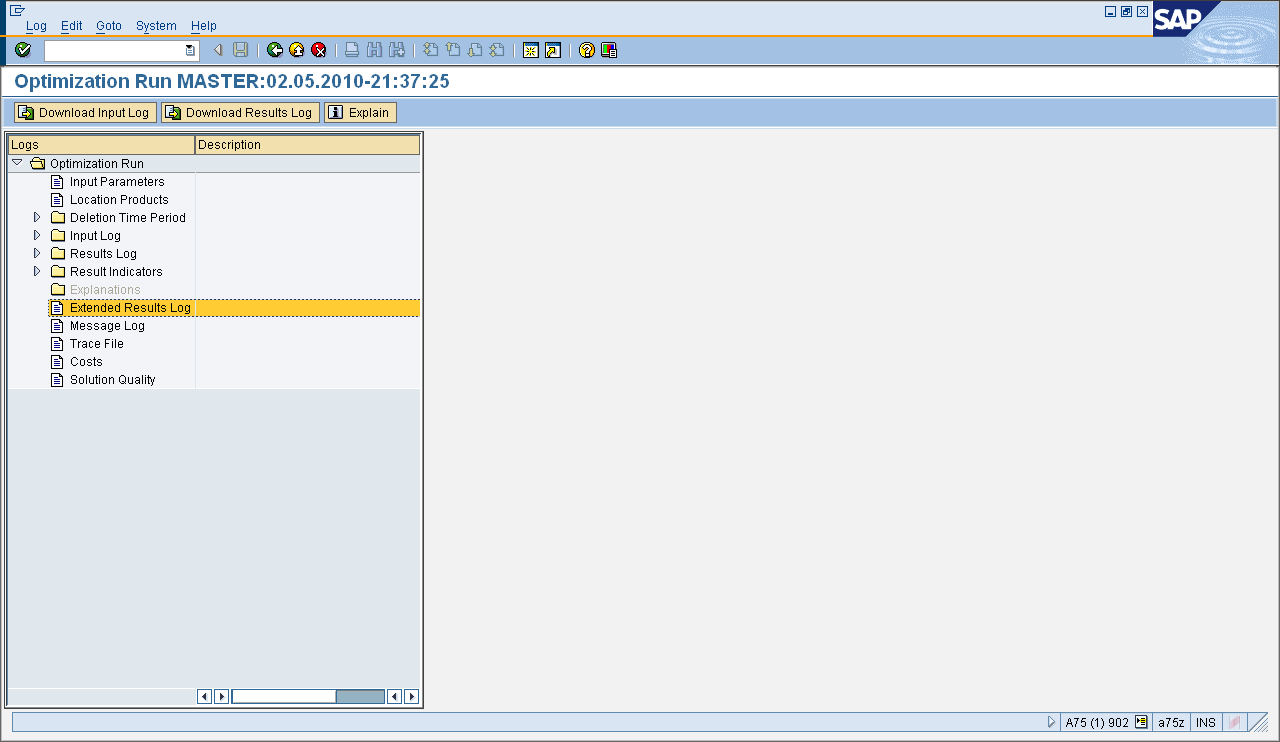 Log Edit Goto System Help
SAP
Optimization Run MASTER:02.05.2010-21:37:25
Download Input Log Download Results Log Explain
Logs Description
Optimization Run
Input Parameters
Location Products
Deletion Time Period
Input Log
Results Log
Result Indicators
Explanations
Extended Results Log
Message Log
Trace File
Costs
Solution Quality
A75 (1) 902 a75z INS